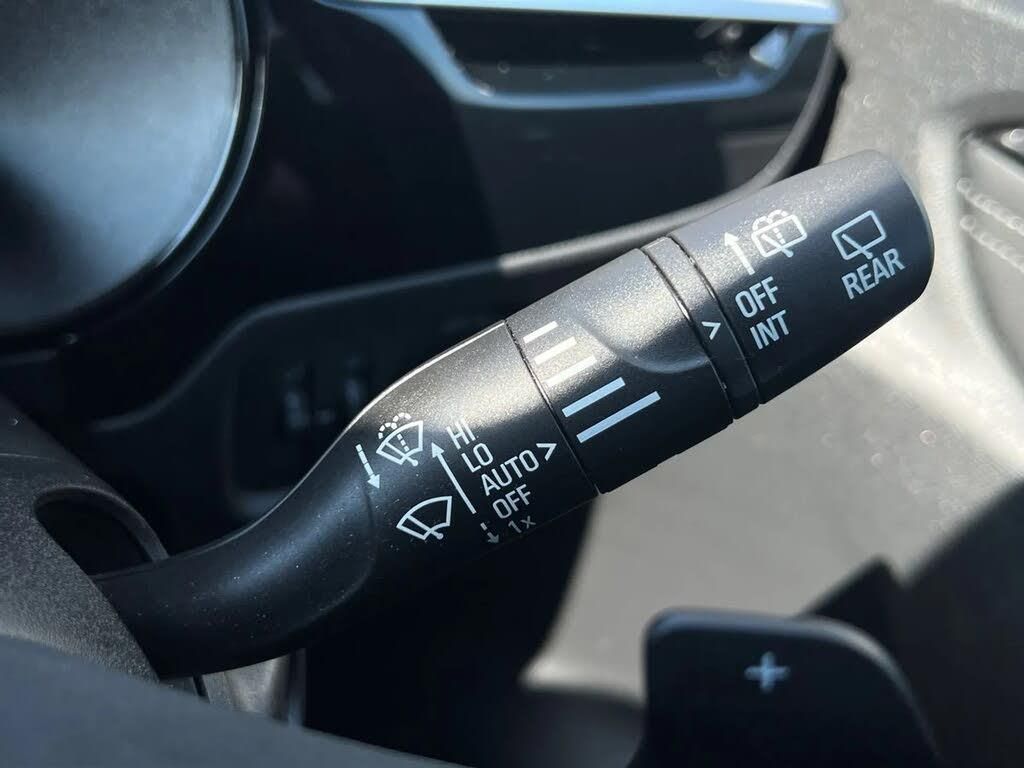 HI
LO
AUTO >
OFF
1x
>
OFF
INT
REAR
+